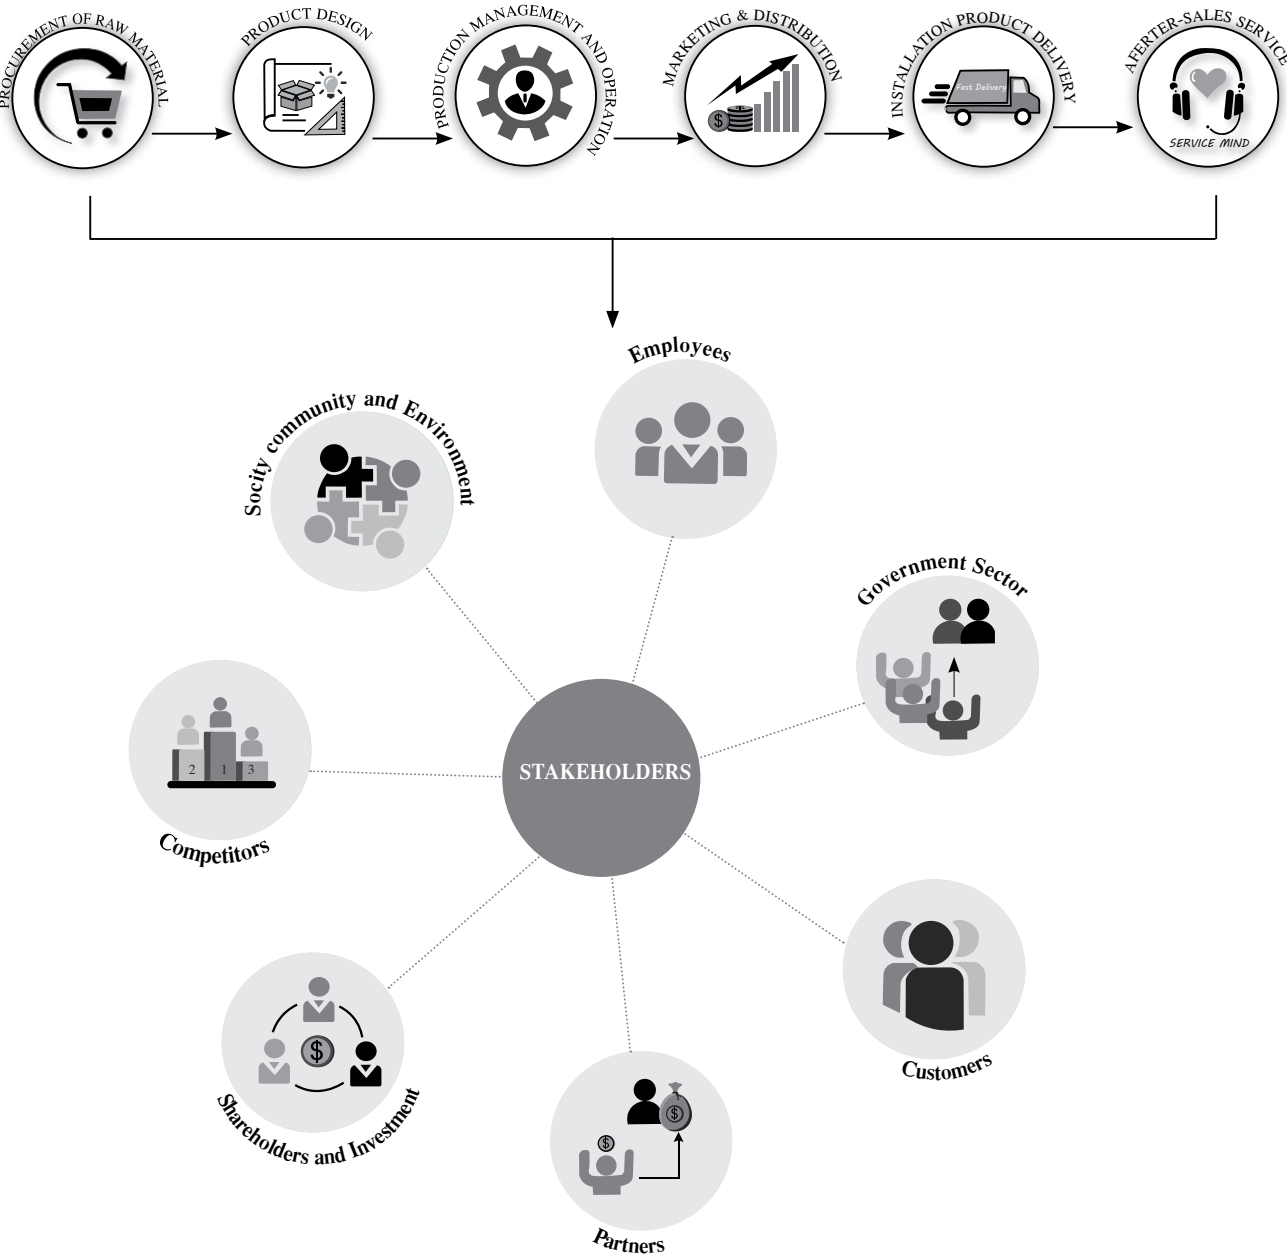 PROCUREMENT OF RAW MATERIAL
PRODUCT DESIGN
PRODUCTION MANAGEMENT AND OPERATION
MARKETING & DISTRIBUTION
INSTALLATION PRODUCT DELIVERY
AFERTER-SALES SERVICE
$
Fast Delivery
SERVICE MIND
Employees
Socity community and Environment
Government Sector
STAKEHOLDERS
2 1 3
Competitors
Customers
$
Shareholders and Investment
$
$
Partners